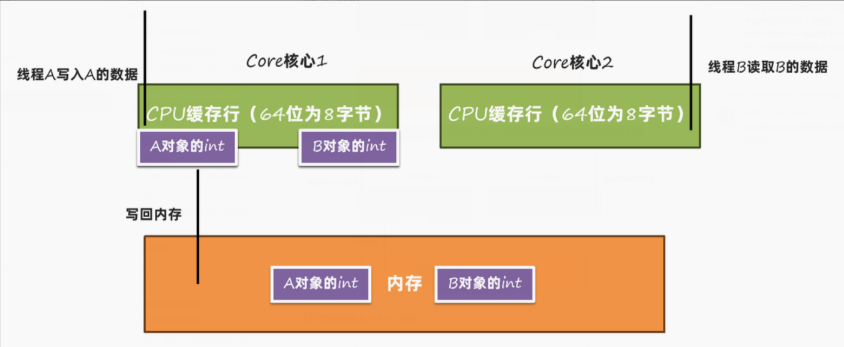 Core核心1
Core核心2
线程A写入A的数据
线程B读取B的数据
CPU缓存行（64位为8字节）
CPU缓存行（64位为8字节）
A对象的int
B对象的int
写回内存
A对象的int
内存
B对象的int